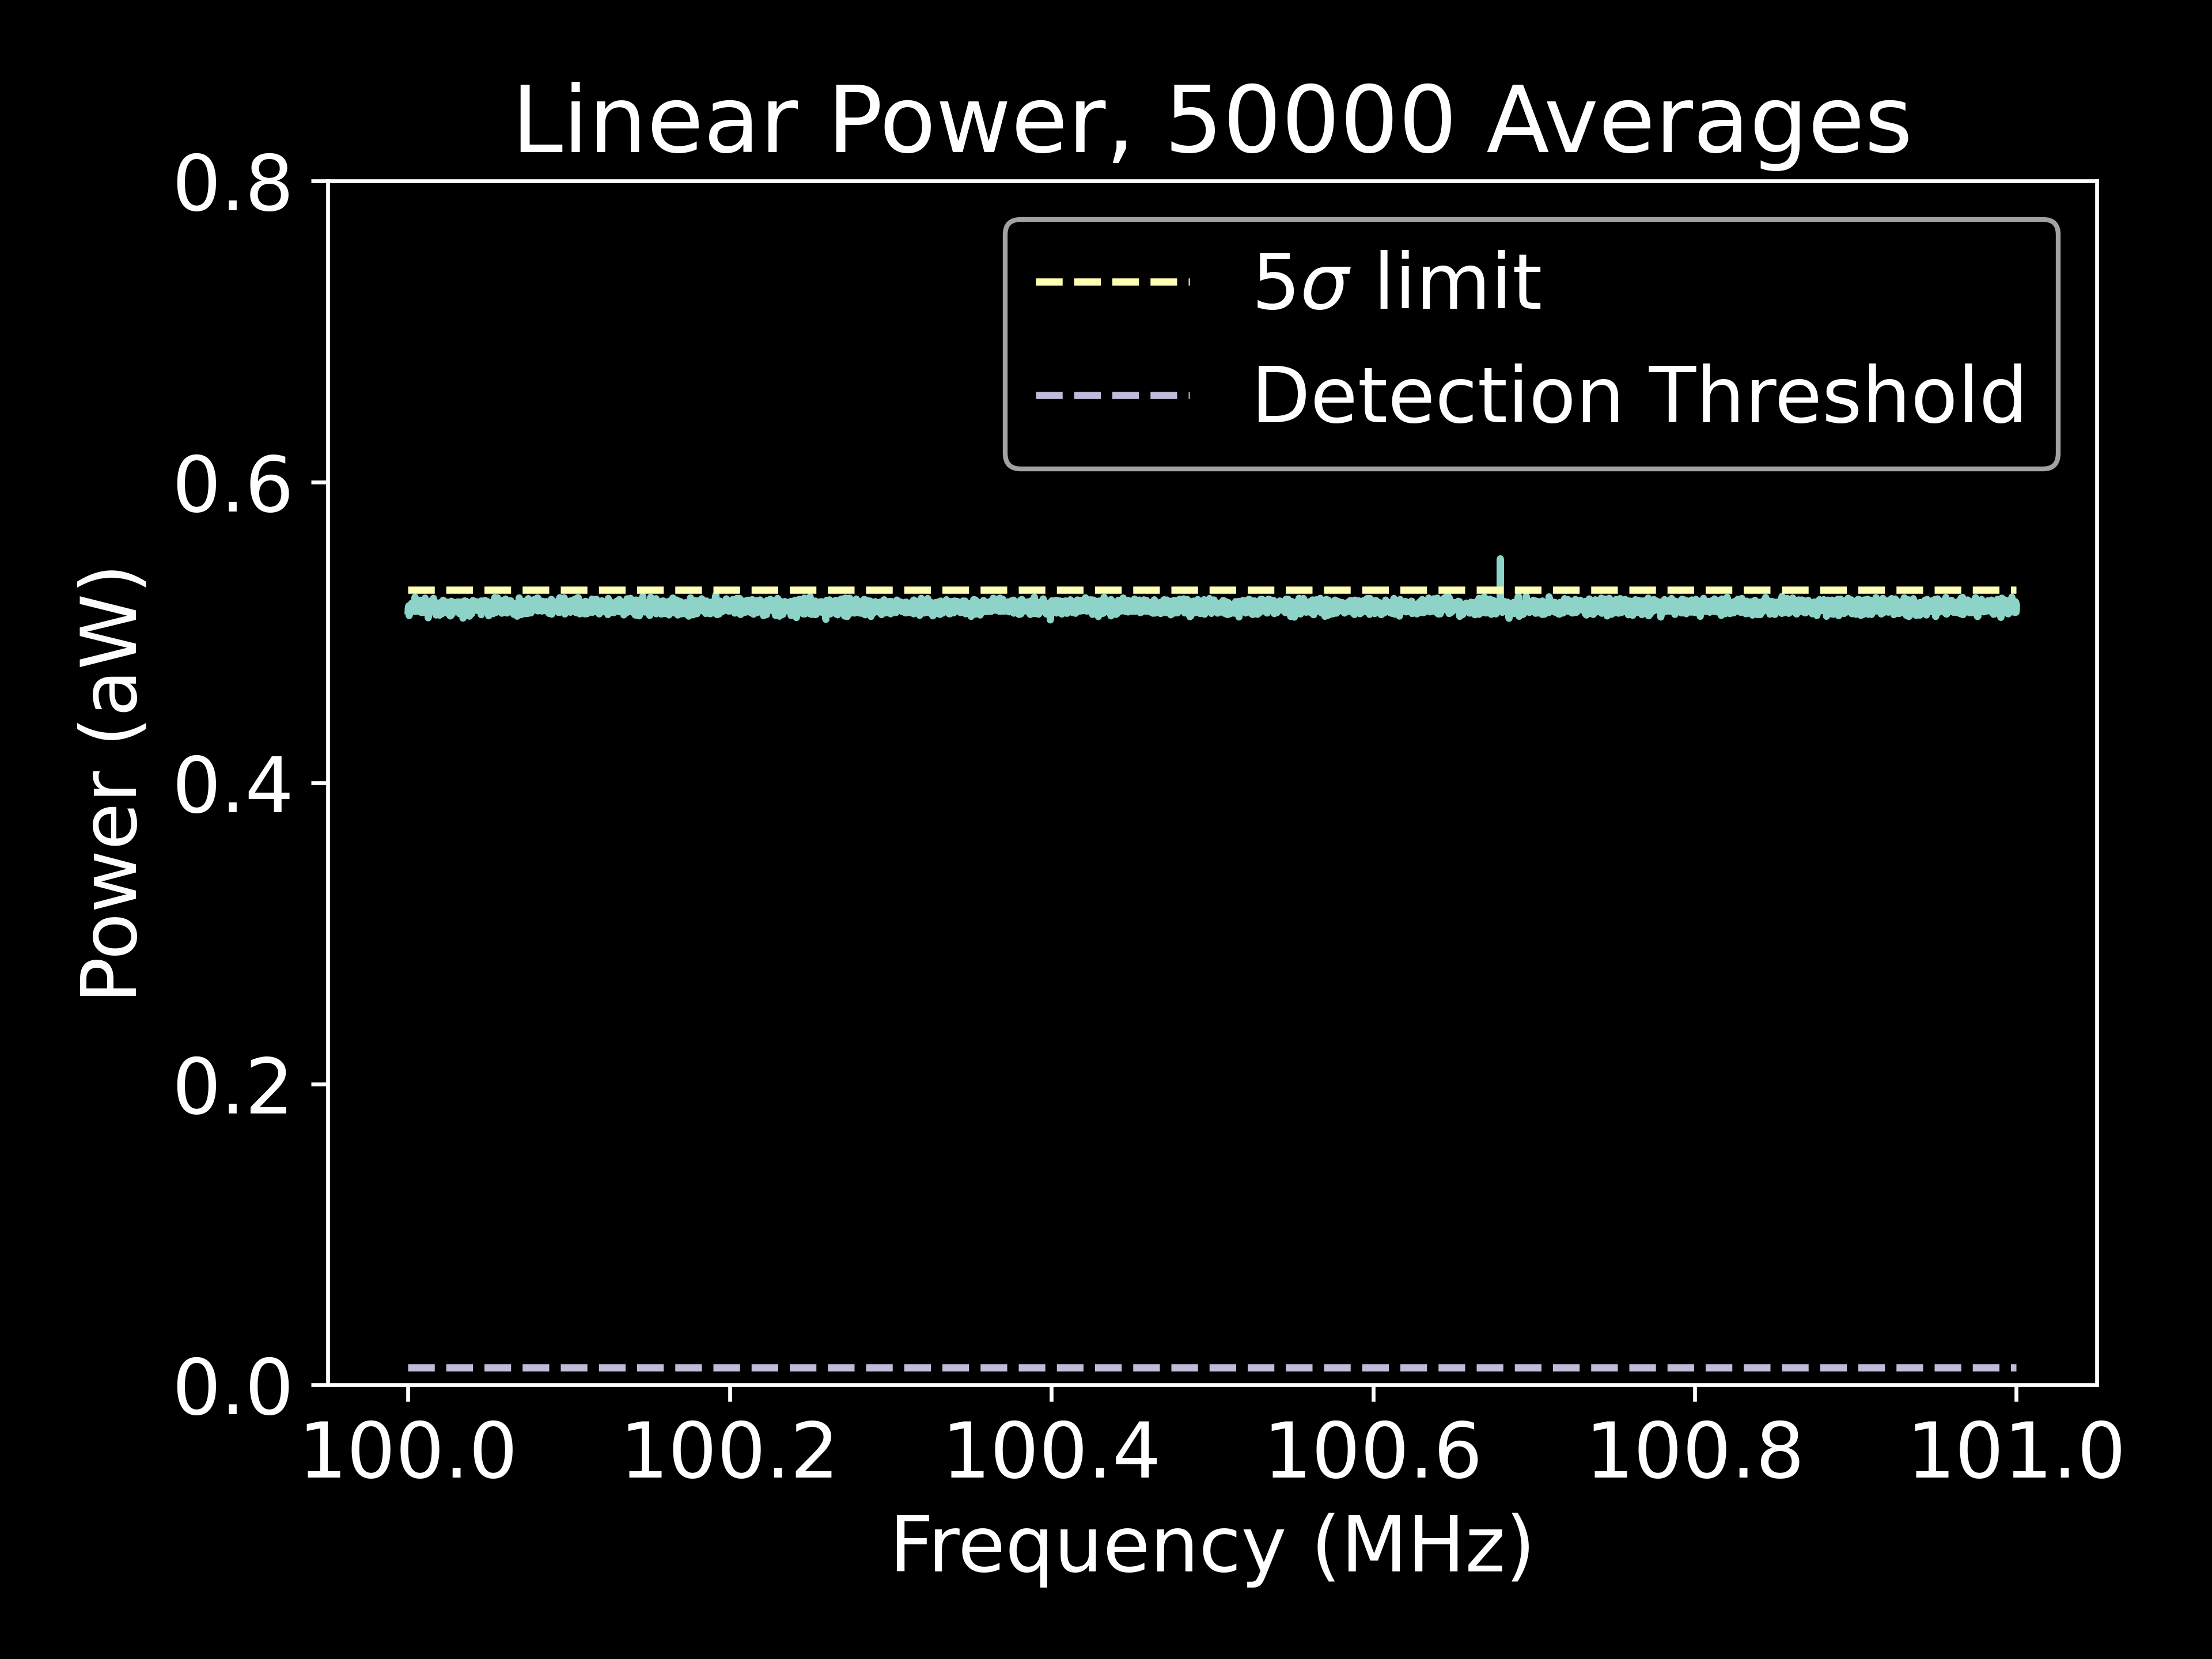 Linear Power, 50000 Averages
5σ limit
Detection Threshold
Power (aW)
0.8
0.6
0.4
0.2
0.0
100.0 100.2 100.4 100.6 100.8 101.0
Frequency (MHz)